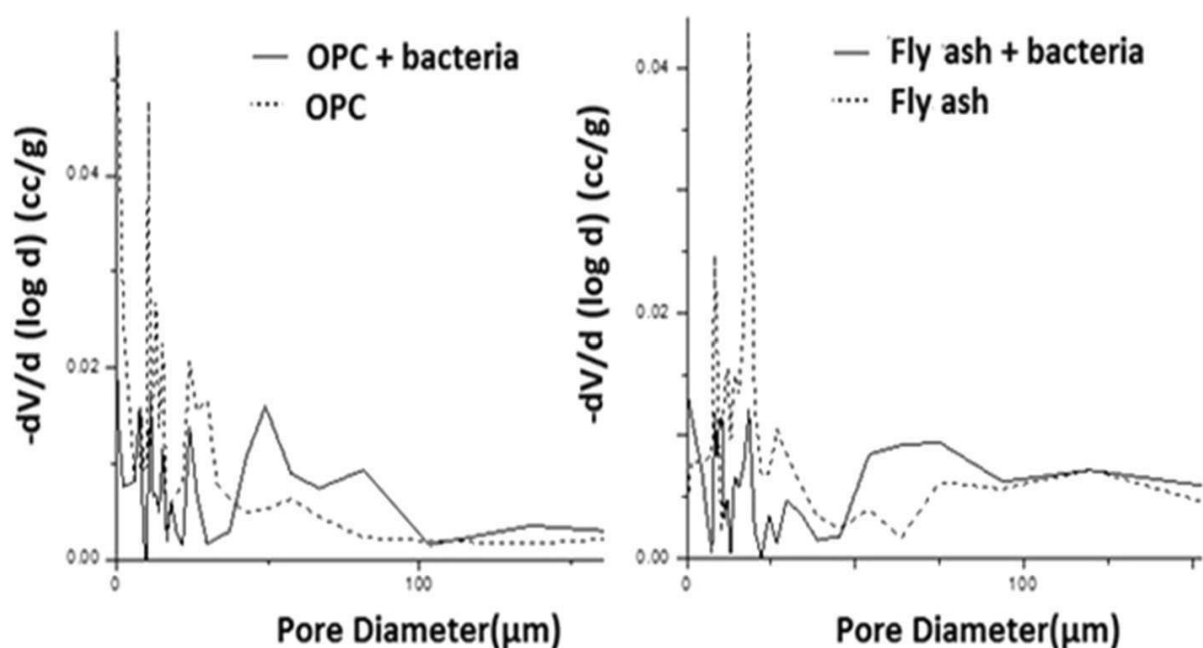 OPC + bacteria
OPC
-dV/d (log d) (cc/g)
0.04
0.02
0.00
0
100
Pore Diameter(μm)
Fly ash + bacteria
Fly ash
-dV/d (log d) (cc/g)
0.04
0.02
0.00
0
100
Pore Diameter(μm)